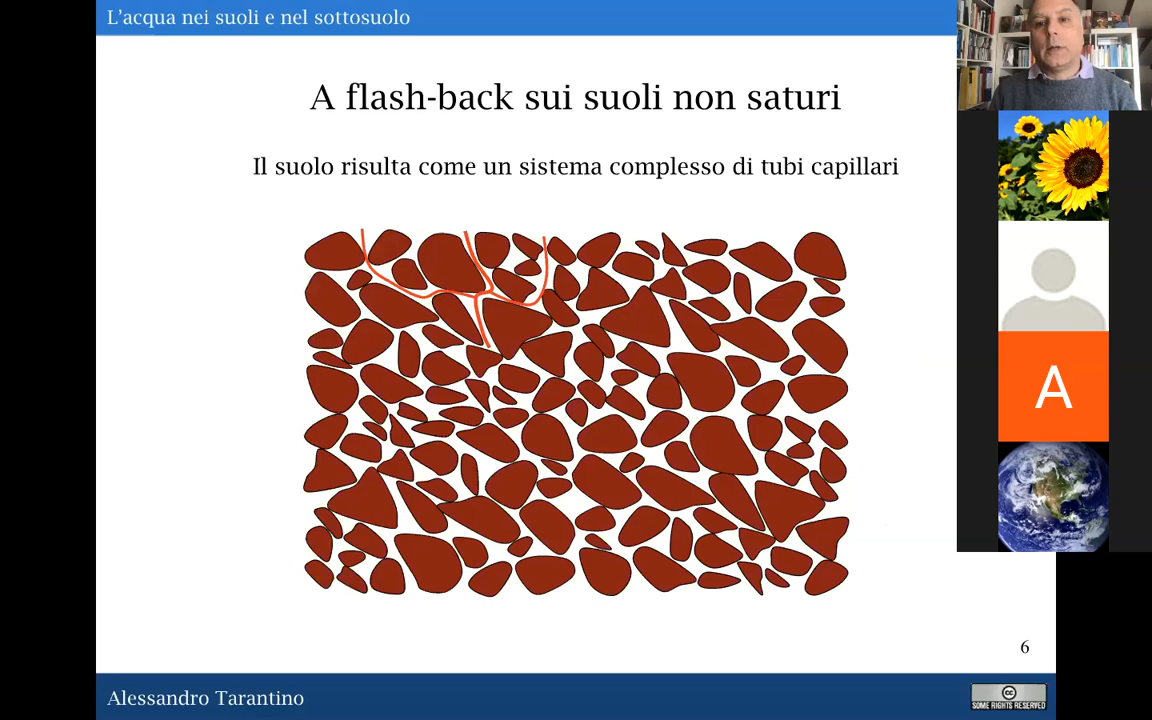 L'acqua nei suoli e nel sottosuolo
A flash-back sui suoli non saturi
Il suolo risulta come un sistema complesso di tubi capillari
A
6
Alessandro Tarantino
cc
SOME RIGHTS RESERVED